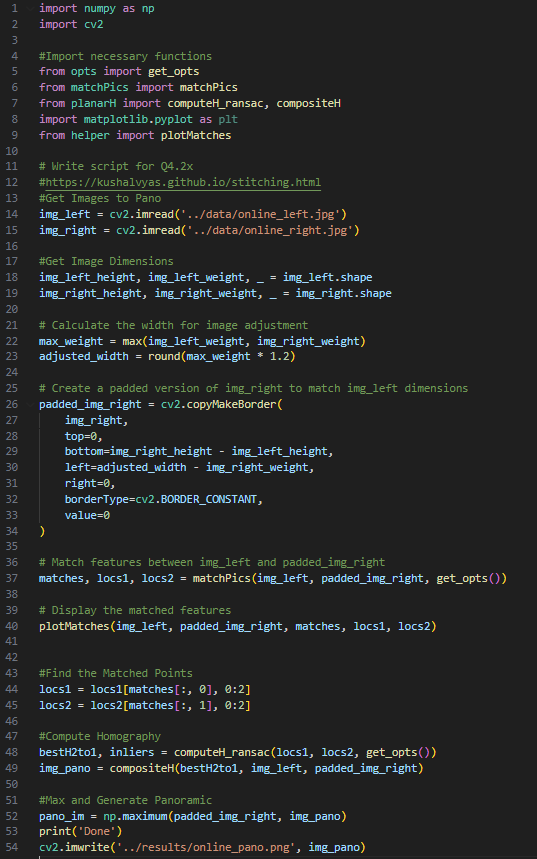 1 import numpy as np
2 import cv2
3
4 #Import necessary functions
5 from opts import get_opts
6 from matchPics import matchPics
7 from planarH import computeH_ransac, compositeH
8 import matplotlib.pyplot as plt
9 from helper import plotMatches
10
11 # Write script for Q4.2x
12 #https://kushalvyas.github.io/stitching.html
13 #Get Images to Pano
14 img_left = cv2.imread('../data/online_left.jpg')
15 img_right = cv2.imread('../data/online_right.jpg')
16
17 #Get Image Dimensions
18 img_left_height, img_left_weight, _ = img_left.shape
19 img_right_height, img_right_weight, _ = img_right.shape
20
21 # Calculate the width for image adjustment
22 max_weight = max(img_left_weight, img_right_weight)
23 adjusted_width = round(max_weight * 1.2)
24
25 # Create a padded version of img_right to match img_left dimensions
26 padded_img_right = cv2.copyMakeBorder(
27     img_right,
28     top=0,
29     bottom=img_right_height - img_left_height,
30     left=adjusted_width - img_right_weight,
31     right=0,
32     borderType=cv2.BORDER_CONSTANT,
33     value=0
34 )
35
36 # Match features between img_left and padded_img_right
37 matches, locs1, locs2 = matchPics(img_left, padded_img_right, get_opts())
38
39 # Display the matched features
40 plotMatches(img_left, padded_img_right, matches, locs1, locs2)
41
42
43 #Find the Matched Points
44 locs1 = locs1[matches[:, 0], 0:2]
45 locs2 = locs2[matches[:, 1], 0:2]
46
47 #Compute Homography
48 bestH2to1, inliers = computeH_ransac(locs1, locs2, get_opts())
49 img_pano = compositeH(bestH2to1, img_left, padded_img_right)
50
51 #Max and Generate Panoramic
52 pano_im = np.maximum(padded_img_right, img_pano)
53 print('Done')
54 cv2.imwrite('../results/online_pano.png', img_pano)